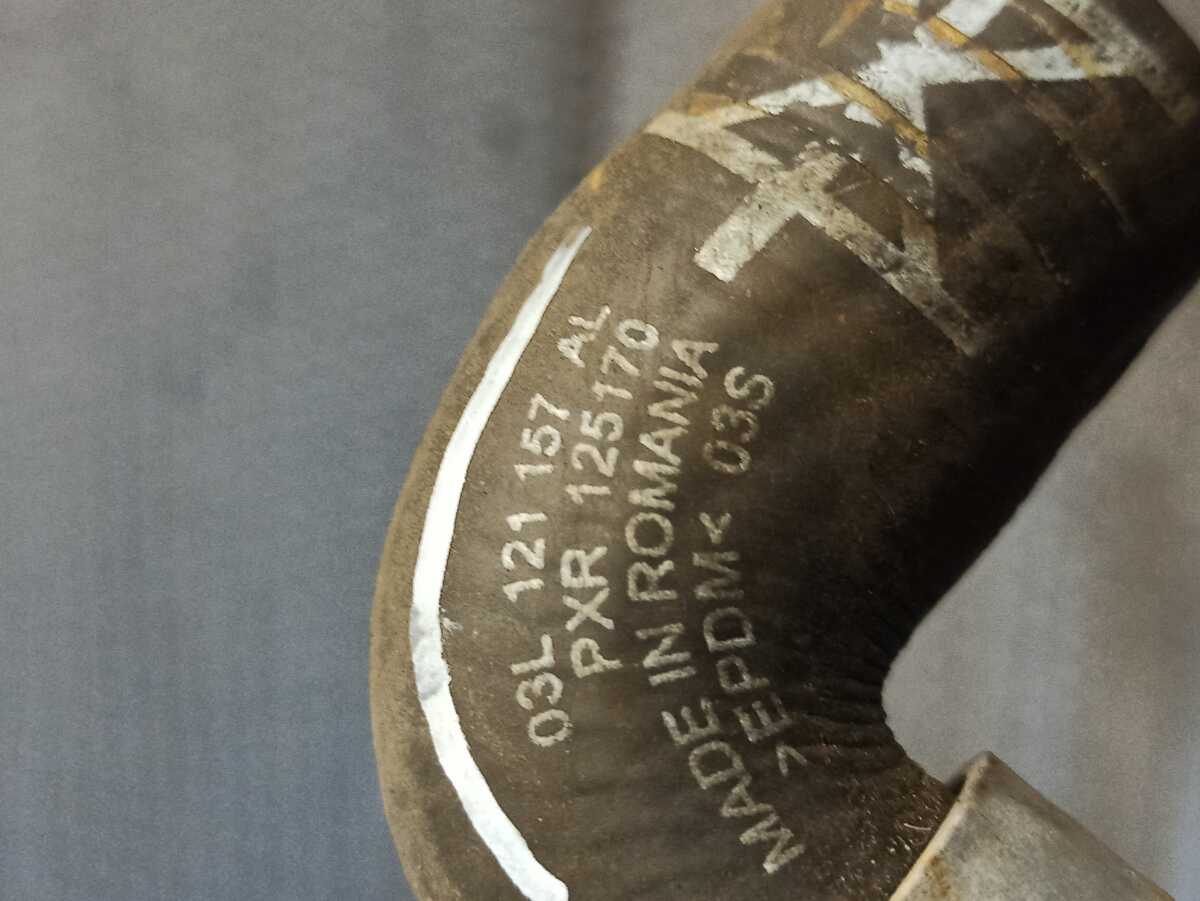 03L 121 157 AL
PXR 125170
MADE IN ROMANIA
>EPDM< 03S